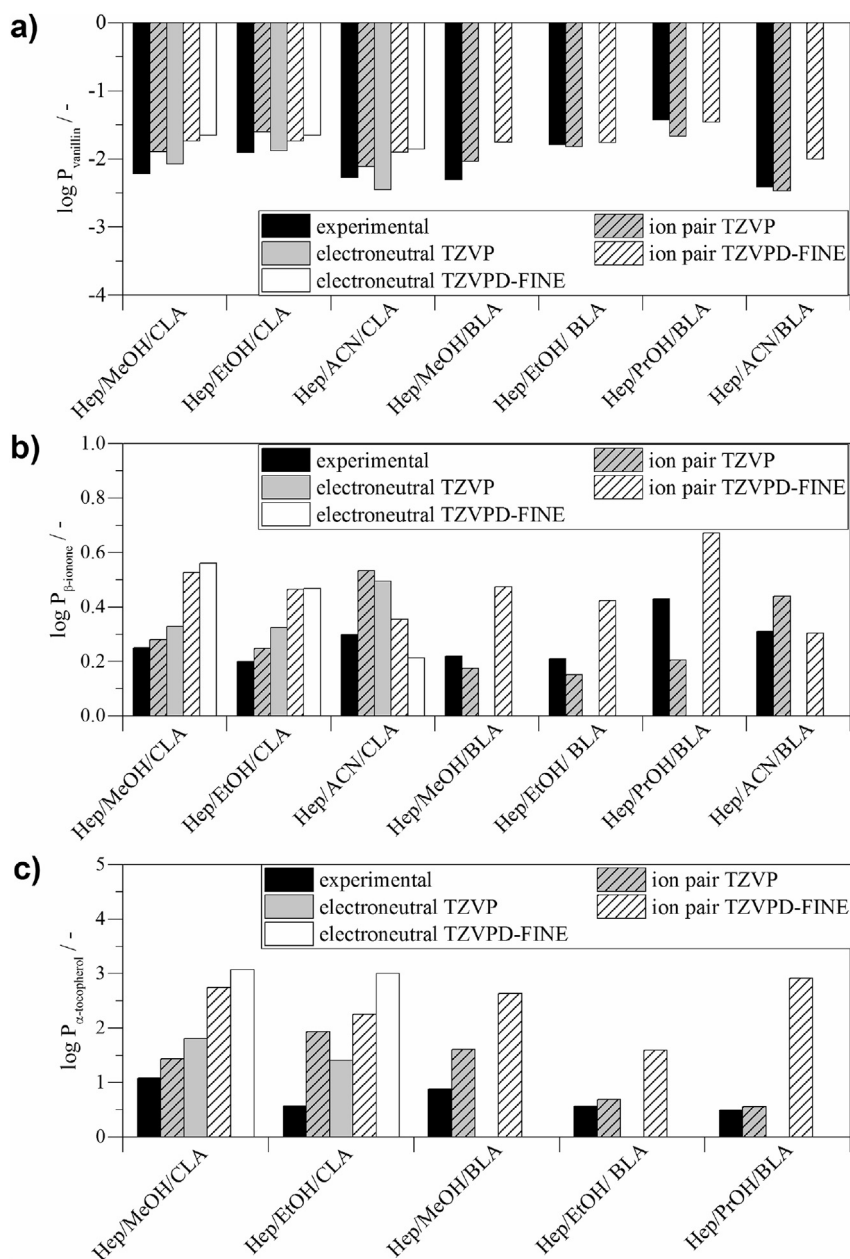 a)
0
-1
-2
-3
-4
log P vanillin / -
experimental
ion pair TZVP
electroneutral TZVP
ion pair TZVPD-FINE
electroneutral TZVPD-FINE
Hep/MeOH/CLA
Hep/EtOH/CLA
Hep/ACN/CLA
Hep/MeOH/BLA
Hep/EtOH/ BLA
Hep/PrOH/BLA
Hep/ACN/BLA
b)
1.0
0.8
0.6
0.4
0.2
0.0
log P β-ionone / -
experimental
ion pair TZVP
electroneutral TZVP
ion pair TZVPD-FINE
electroneutral TZVPD-FINE
Hep/MeOH/CLA
Hep/EtOH/CLA
Hep/ACN/CLA
Hep/MeOH/BLA
Hep/EtOH/ BLA
Hep/PrOH/BLA
Hep/ACN/BLA
c)
5
4
3
2
1
0
log P α-tocopherol / -
experimental
ion pair TZVP
electroneutral TZVP
ion pair TZVPD-FINE
electroneutral TZVPD-FINE
Hep/MeOH/CLA
Hep/EtOH/CLA
Hep/MeOH/BLA
Hep/EtOH/ BLA
Hep/PrOH/BLA